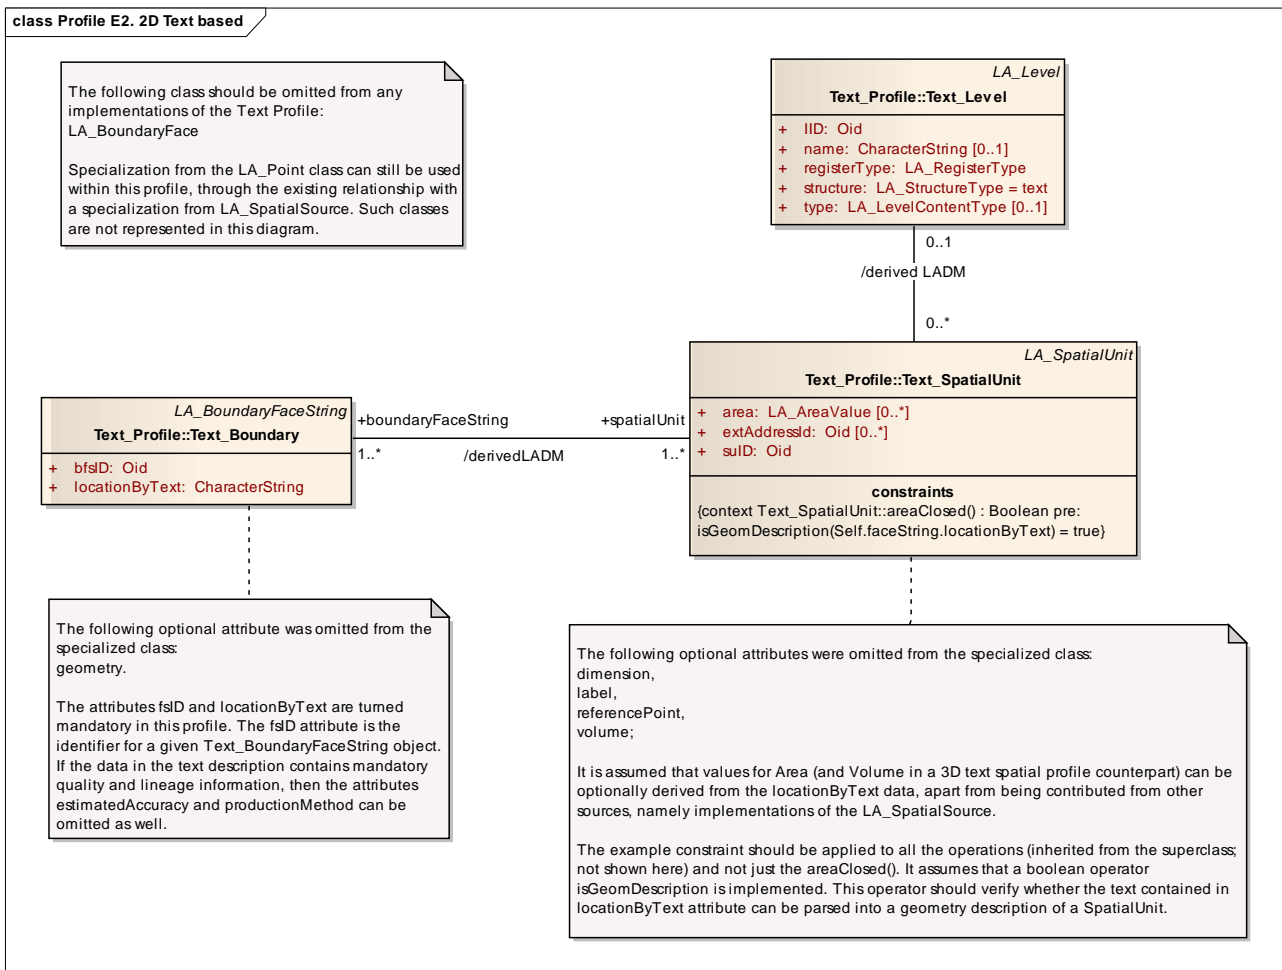 class Profile E2. 2D Text based
The following class should be omitted from any
implementations of the Text Profile:
LA_BoundaryFace
Specialization from the LA_Point class can still be used
within this profile, through the existing relationship with
a specialization from LA_SpatialSource. Such classes
are not represented in this diagram.
LA_Level
Text_Profile::Text_Level
+ lID: Oid
+ name: CharacterString [0..1]
+ registerType: LA_RegisterType
+ structure: LA_StructureType = text
+ type: LA_LevelContentType [0..1]
0..1
/derived LADM
0..*
LA_SpatialUnit
Text_Profile::Text_SpatialUnit
+ area: LA_AreaValue [0..*]
+ extAddressId: Oid [0..*]
+ suID: Oid
constraints
{context Text_SpatialUnit::areaClosed() : Boolean pre:
isGeomDescription(Self.faceString.locationByText) = true}
LA_BoundaryFaceString
Text_Profile::Text_Boundary
+ bfsID: Oid
+ locationByText: CharacterString
+boundaryFaceString
+spatialUnit
1..*
/derivedLADM
1..*
The following optional attribute was omitted from the
specialized class:
geometry.
The attributes fsID and locationByText are turned
mandatory in this profile. The fsID attribute is the
identifier for a given Text_BoundaryFaceString object.
If the data in the text description contains mandatory
quality and lineage information, then the attributes
estimatedAccuracy and productionMethod can be
omitted as well.
The following optional attributes were omitted from the specialized class:
dimension,
label,
referencePoint,
volume;
It is assumed that values for Area (and Volume in a 3D text spatial profile counterpart) can be
optionally derived from the locationByText data, apart from being contributed from other
sources, namely implementations of the LA_SpatialSource.
The example constraint should be applied to all the operations (inherited from the superclass;
not shown here) and not just the areaClosed(). It assumes that a boolean operator
isGeomDescription is implemented. This operator should verify whether the text contained in
locationByText attribute can be parsed into a geometry description of a SpatialUnit.